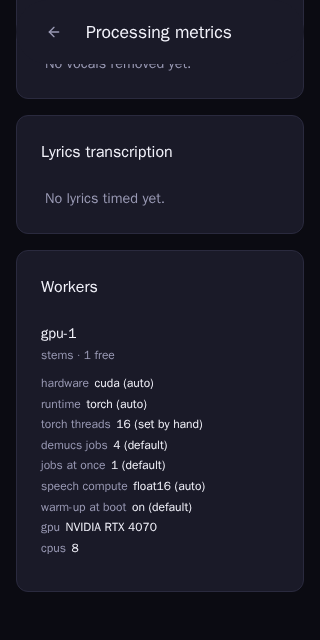 Processing metrics
No vocals removed yet.
Lyrics transcription
No lyrics timed yet.
Workers
gpu-1
stems · 1 free
hardware cuda (auto)
runtime torch (auto)
torch threads 16 (set by hand)
demucs jobs 4 (default)
jobs at once 1 (default)
speech compute float16 (auto)
warm-up at boot on (default)
gpu NVIDIA RTX 4070
cpus 8